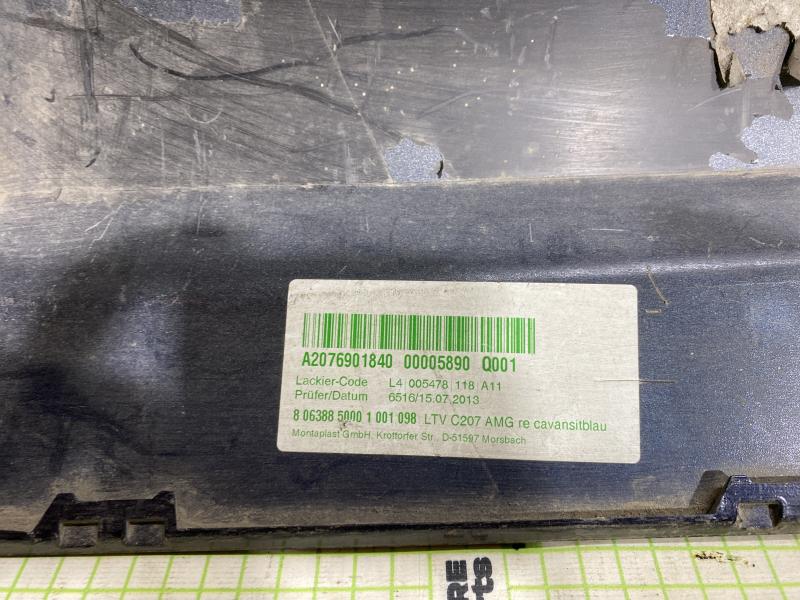 A2076901840 00005890 Q001
Lackier-Code L4 005478 118 A11
Prüfer/Datum 6516/15.07.2013
8 06388 5000 1 001 098 LTV C207 AMG re cavansitblau
Montaplast GmbH, Krottorfer Str., D-51597 Morsbach